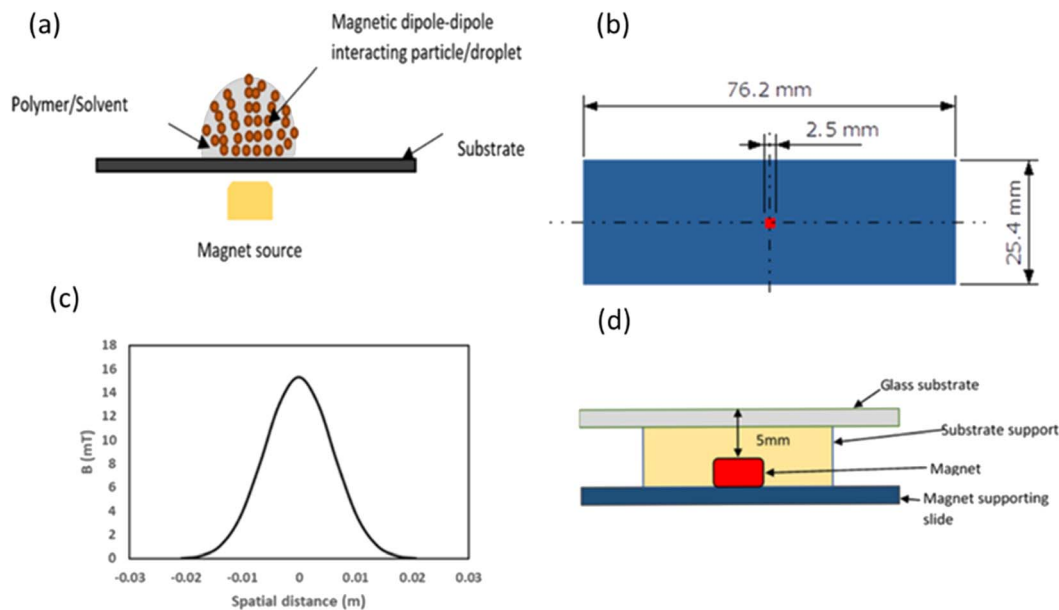 (a)
Magnetic dipole-dipole
interacting particle/droplet
Polymer/Solvent
Substrate
Magnet source
(b)
76.2 mm
2.5 mm
25.4 mm
(c)
18
16
14
12
10
8
6
4
2
0
B (mT)
-0.03
-0.02
-0.01
0
0.01
0.02
0.03
Spatial distance (m)
(d)
Glass substrate
5mm
Substrate support
Magnet
Magnet supporting
slide